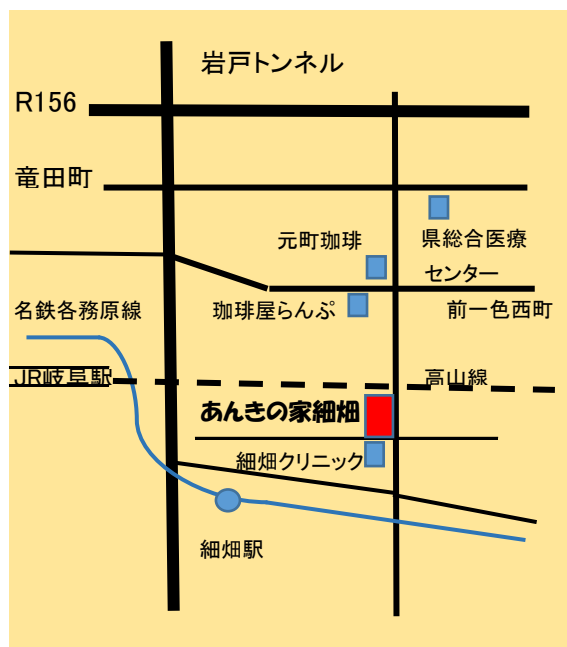 岩戸トンネル
R156
竜田町
元町珈琲
県総合医療
センター
名鉄各務原線
珈琲屋らんぷ
前一色西町
JR岐阜駅
高山線
あんきの家細畑
細畑クリニック
細畑駅